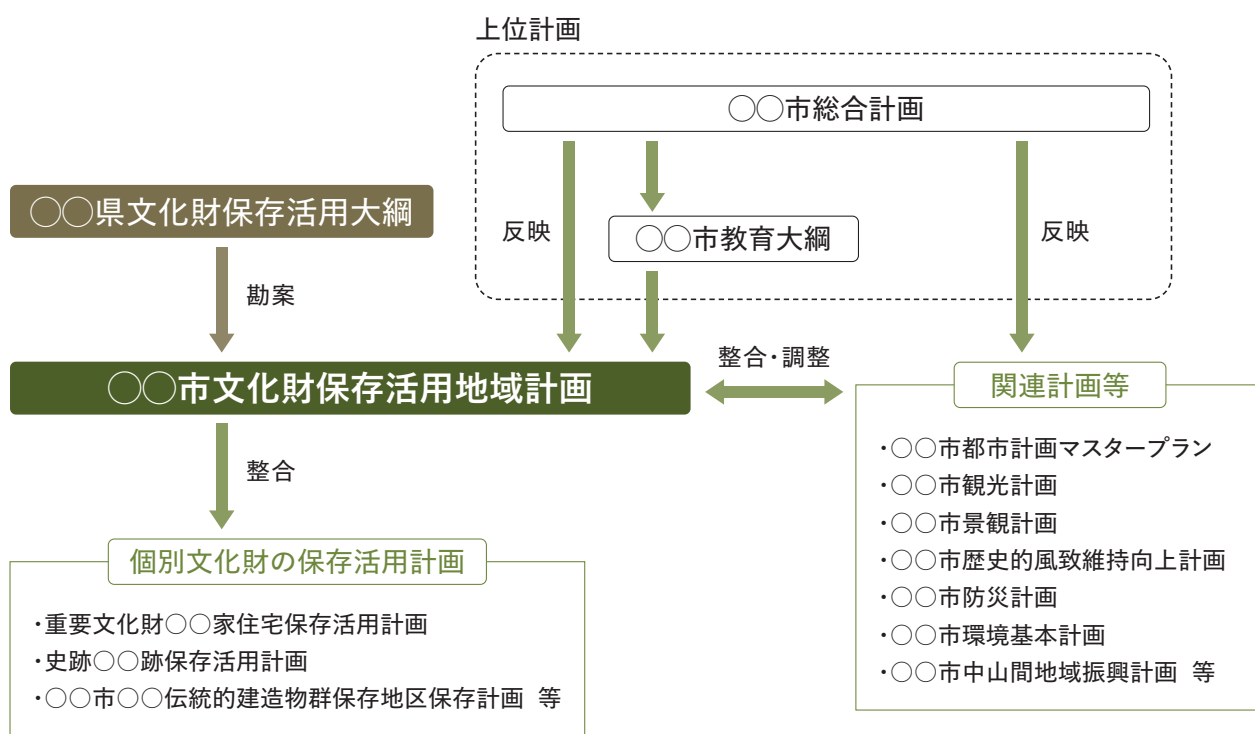 上位計画
○○市総合計画
○○県文化財保存活用大綱
反映
○○市教育大綱
反映
勘案
○○市文化財保存活用地域計画
整合・調整
関連計画等
・○○市都市計画マスタープラン
・○○市観光計画
・○○市景観計画
・○○市歴史的風致維持向上計画
・○○市防災計画
・○○市環境基本計画
・○○市中山間地域振興計画 等
整合
個別文化財の保存活用計画
・重要文化財○○家住宅保存活用計画
・史跡○○跡保存活用計画
・○○市○○伝統的建造物群保存地区保存計画 等